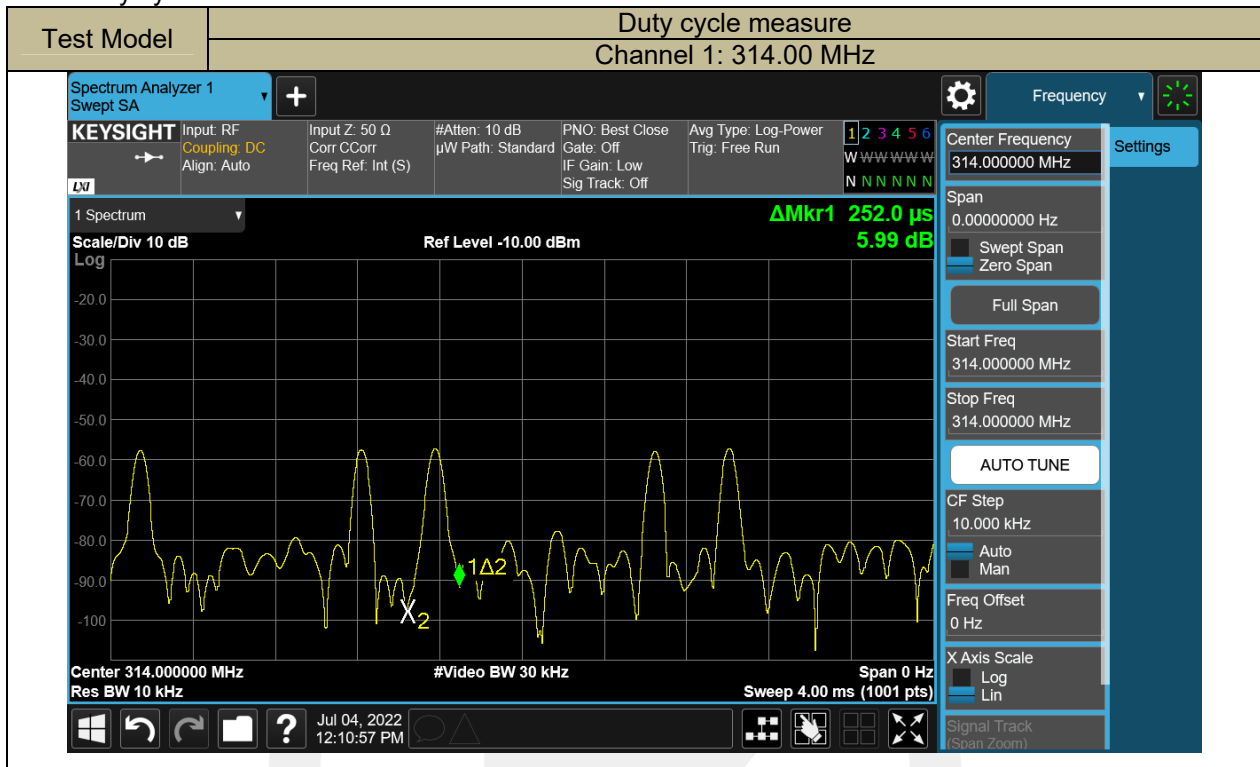 Test Model
Duty cycle measure
Channel 1: 314.00 MHz
Spectrum Analyzer 1
Swept SA
+
Frequency
KEYSIGHT
LXI
Input: RF
Coupling: DC
Align: Auto
Input Z: 50 Ω
Corr CCorr
Freq Ref: Int (S)
#Atten: 10 dB
µW Path: Standard
PNO: Best Close
Gate: Off
IF Gain: Low
Sig Track: Off
Avg Type: Log-Power
Trig: Free Run
1 2 3 4 5 6
W W W W W W
N N N N N N
1 Spectrum
ΔMkr1 252.0 µs
5.99 dB
Scale/Div 10 dB
Ref Level -10.00 dBm
Log
-20.0
-30.0
-40.0
-50.0
-60.0
-70.0
-80.0
-90.0
-100
1Δ2
X2
Center 314.000000 MHz
#Video BW 30 kHz
Span 0 Hz
Res BW 10 kHz
Sweep 4.00 ms (1001 pts)
?
Jul 04, 2022
12:10:57 PM
Settings
Center Frequency
314.000000 MHz
Span
0.00000000 Hz
Swept Span
Zero Span
Full Span
Start Freq
314.000000 MHz
Stop Freq
314.000000 MHz
AUTO TUNE
CF Step
10.000 kHz
Auto
Man
Freq Offset
0 Hz
X Axis Scale
Log
Lin
Signal Track
(Span Zoom)